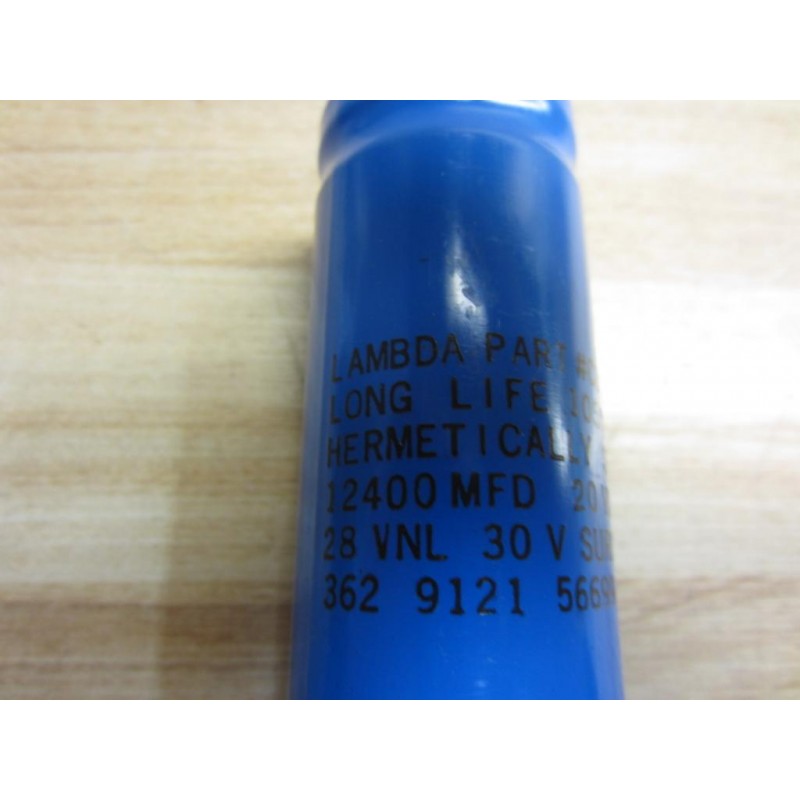 LAMBDA PART
LONG LIFE
HERMETICALLY
12400 MFD
28 VNL 30 V
362 9121